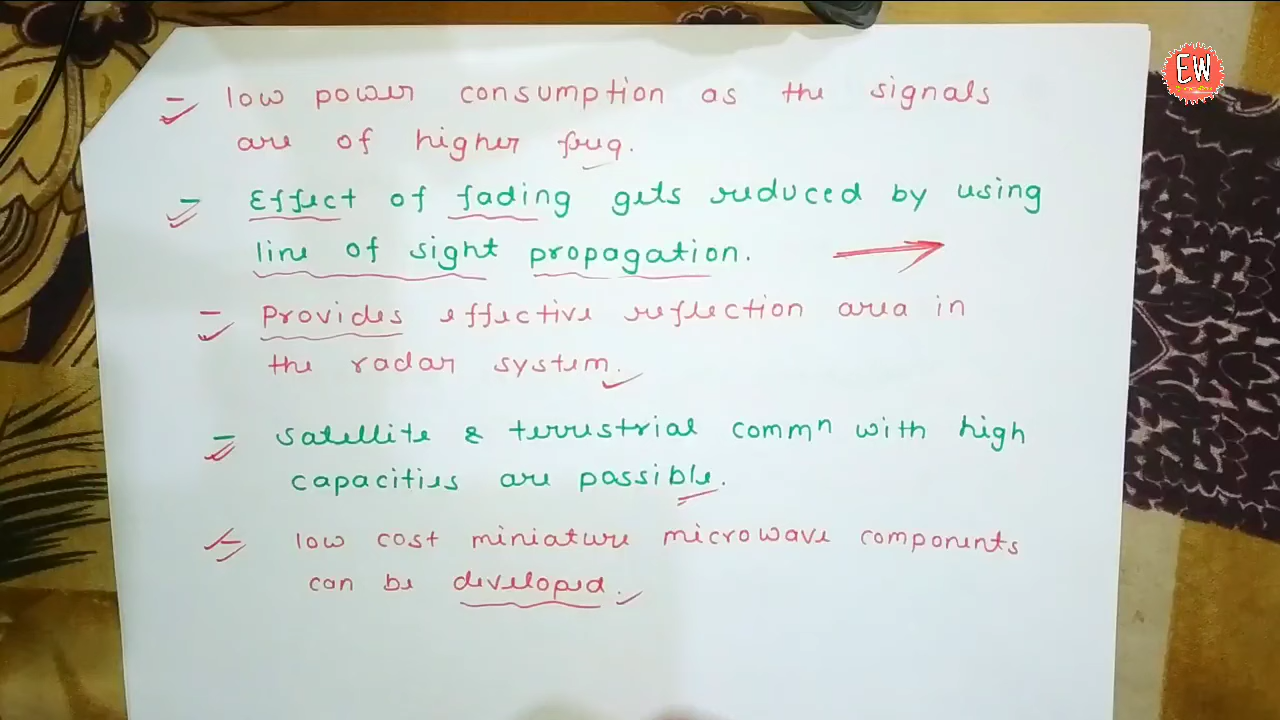 EW
- low power consumption as the signals
are of higher freq.
- Effect of fading gets reduced by using
line of sight propagation.
- Provides effective reflection area in
the radar system.
- satellite & terrestrial commn with high
capacities are possible.
- low cost miniature microwave components
can be developed.